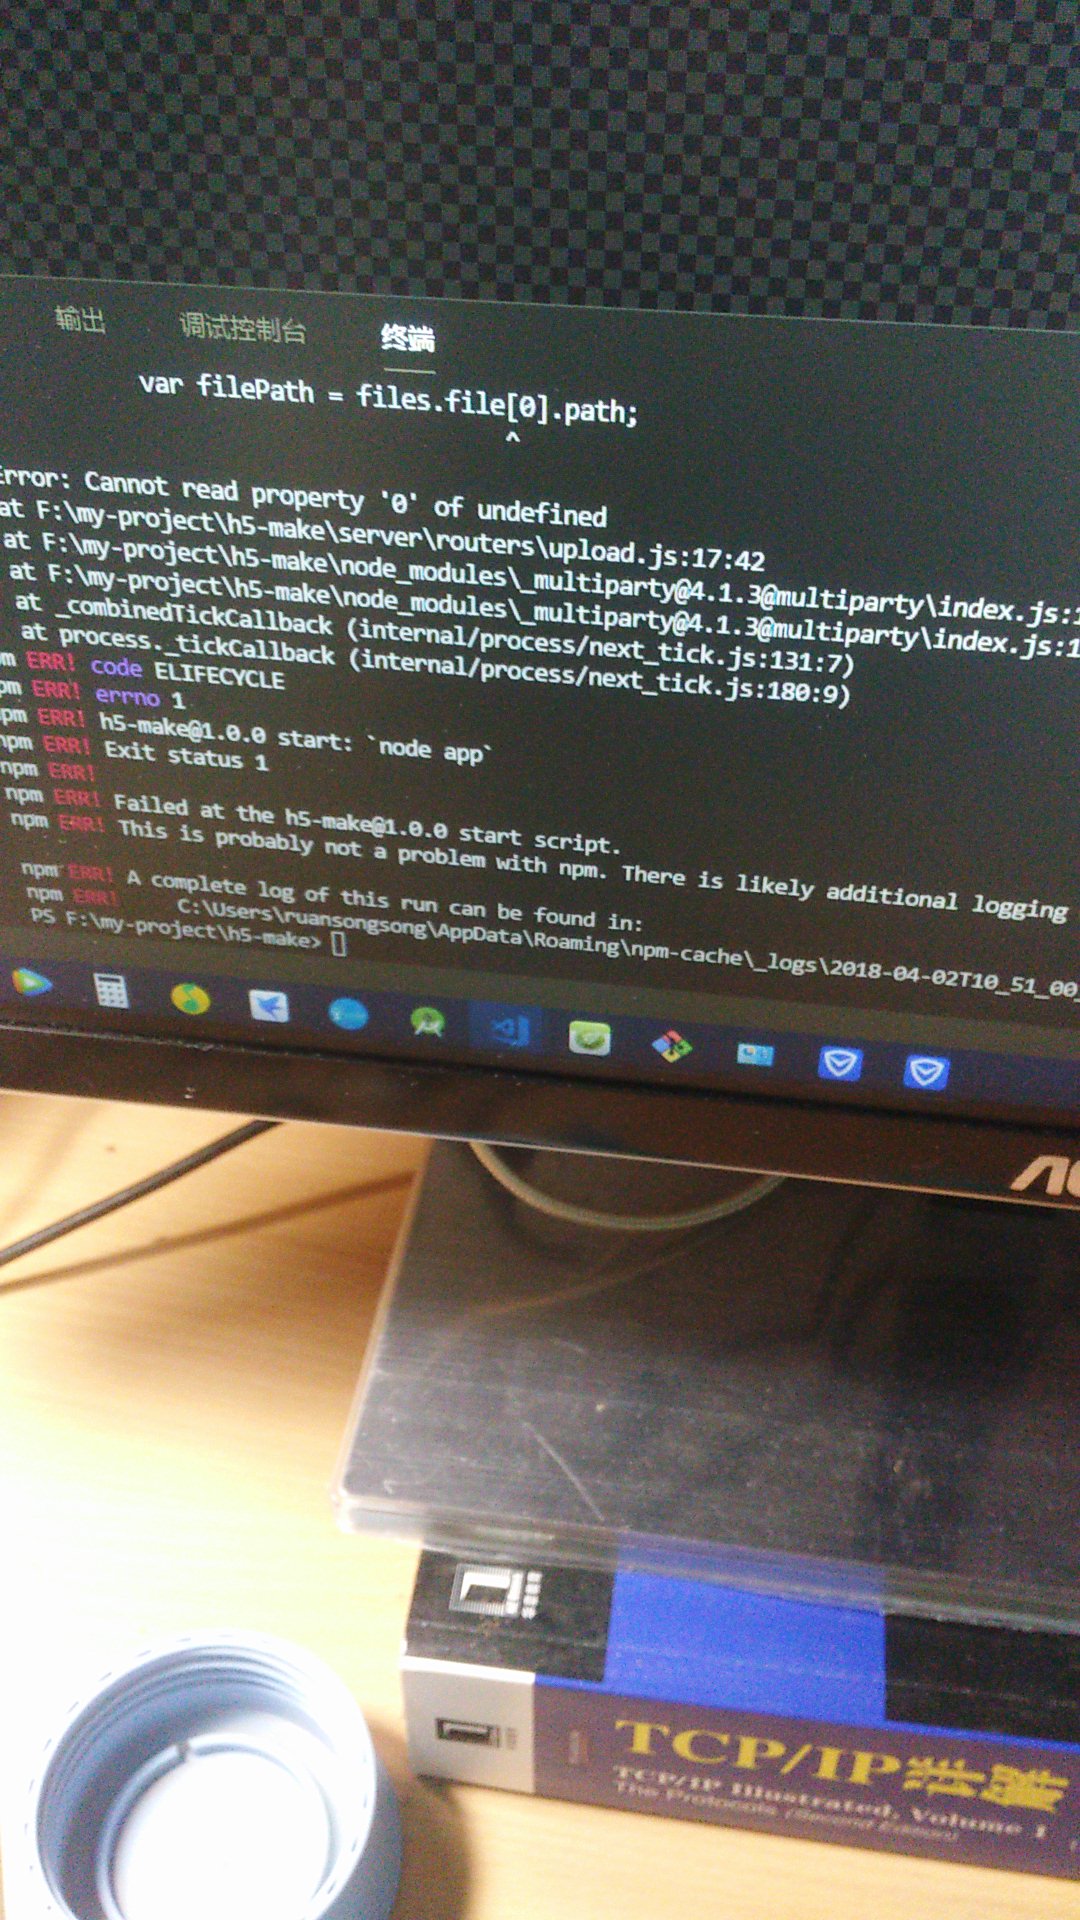 输出 调试控制台 终端
var filePath = files.file[0].path;
^
Error: Cannot read property '0' of undefined
at F:\my-project\h5-make\server\routers\upload.js:17:42
at F:\my-project\h5-make\node_modules\_multiparty@4.1.3@multiparty\index.js:1
at F:\my-project\h5-make\node_modules\_multiparty@4.1.3@multiparty\index.js:1
at _combinedTickCallback (internal/process/next_tick.js:131:7)
at process._tickCallback (internal/process/next_tick.js:180:9)
pm ERR! code ELIFECYCLE
pm ERR! errno 1
npm ERR! h5-make@1.0.0 start: `node app`
npm ERR! Exit status 1
npm ERR!
npm ERR! Failed at the h5-make@1.0.0 start script.
npm ERR! This is probably not a problem with npm. There is likely additional logging
npm ERR! A complete log of this run can be found in:
npm ERR! C:\Users\ruansongsong\AppData\Roaming\npm-cache\_logs\2018-04-02T10_51_00_
PS F:\my-project\h5-make>
TCP/IP详解
TCP/IP Illustrated, Volume 1
The Protocols (Second Edition)